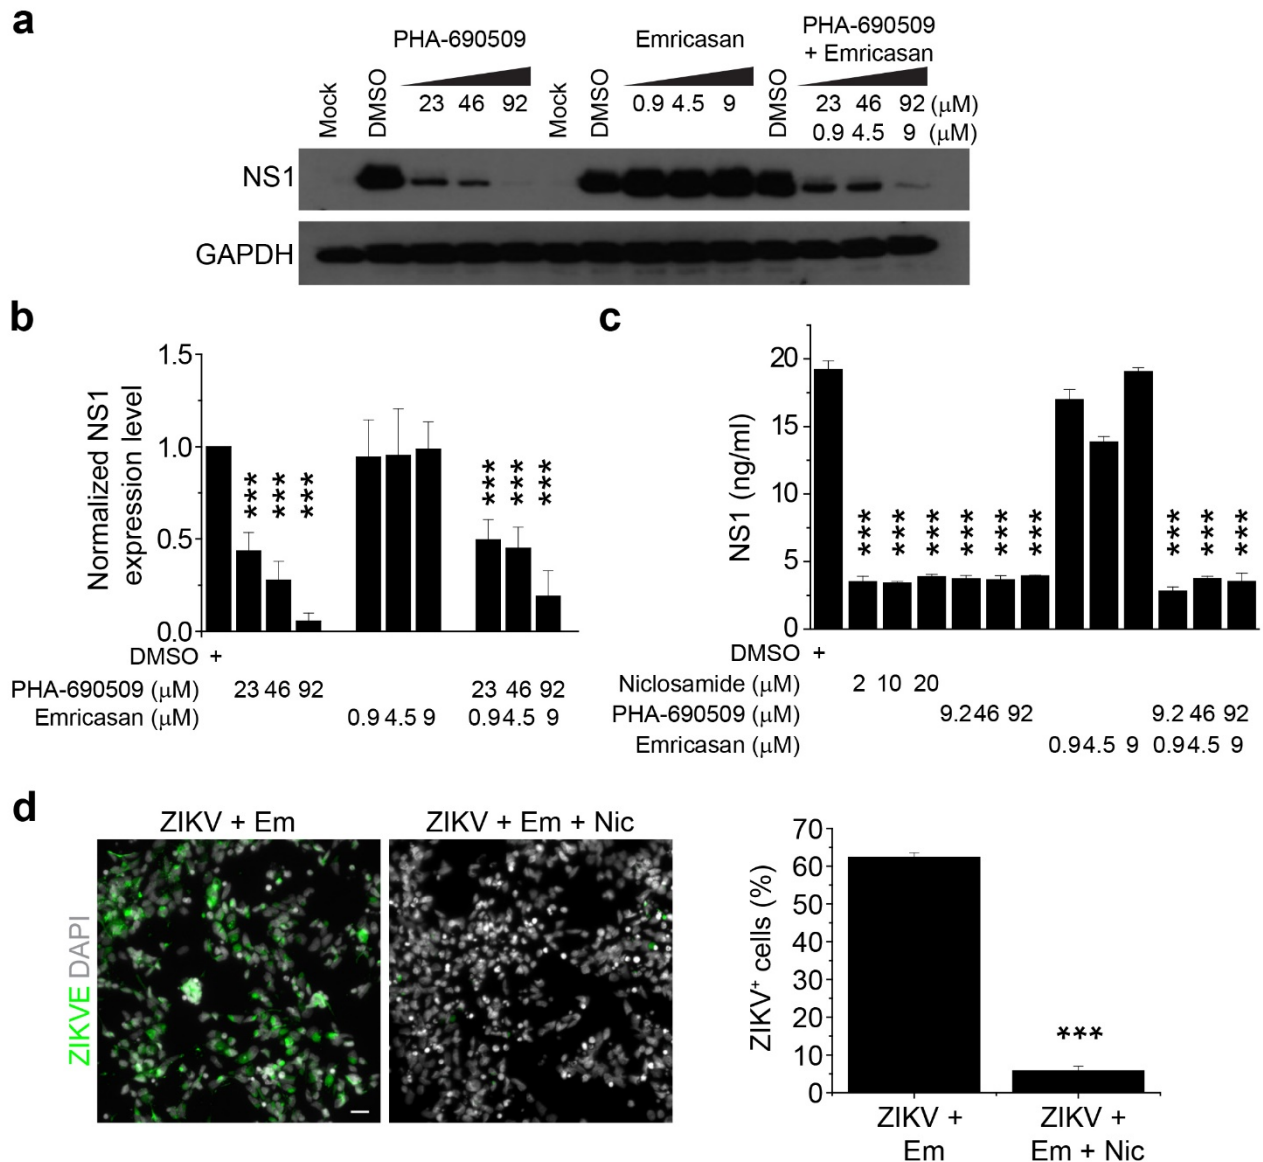 a
PHA-690509
Emricasan
PHA-690509
+ Emricasan
Mock
DMSO
23 46 92
Mock
DMSO
0.9 4.5 9
DMSO
23 46 92 (μM)
0.9 4.5 9 (μM)
NS1
GAPDH
b
Normalized NS1
expression level
1.5
1.0
0.5
0.0
*** *** ***
*** *** ***
DMSO +
PHA-690509 (μM) 23 46 92 23 46 92
Emricasan (μM) 0.9 4.5 9 0.9 4.5 9
c
NS1 (ng/ml)
20
15
10
5
0
*** *** *** *** *** ***
*** *** ***
DMSO +
Niclosamide (μM) 2 10 20
PHA-690509 (μM) 9.2 46 92 9.2 46 92
Emricasan (μM) 0.9 4.5 9 0.9 4.5 9
d
ZIKV + Em
ZIKV + Em + Nic
ZIKVE DAPI
ZIKV+ cells (%)
70
60
50
40
30
20
10
0
***
ZIKV +
Em
ZIKV +
Em + Nic